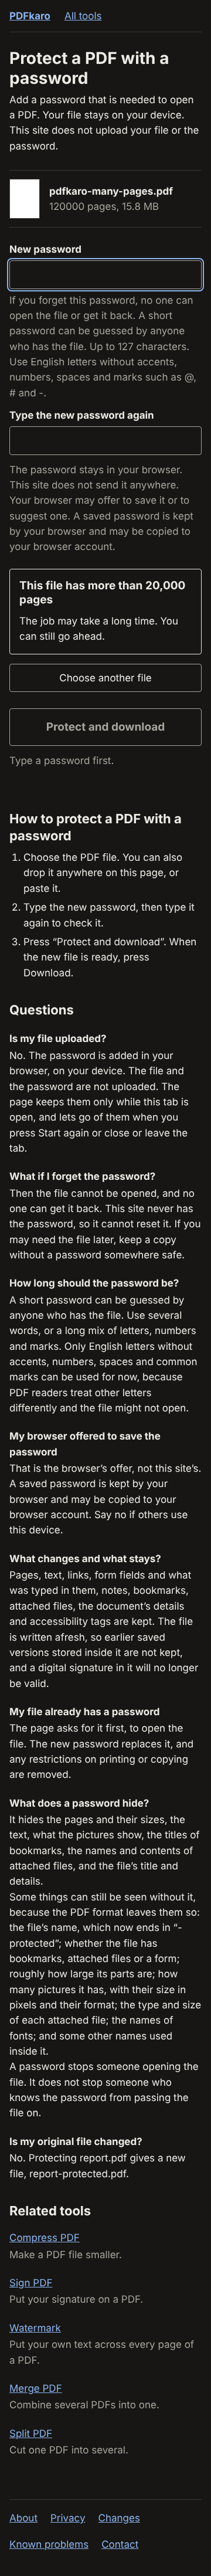 PDFkaro All tools
Protect a PDF with a
password
Add a password that is needed to open
a PDF. Your file stays on your device.
This site does not upload your file or the
password.
pdfkaro-many-pages.pdf
120000 pages, 15.8 MB
New password
If you forget this password, no one can
open the file or get it back. A short
password can be guessed by anyone
who has the file. Up to 127 characters.
Use English letters without accents,
numbers, spaces and marks such as @,
# and -.
Type the new password again
The password stays in your browser.
This site does not send it anywhere.
Your browser may offer to save it or to
suggest one. A saved password is kept
by your browser and may be copied to
your browser account.
This file has more than 20,000
pages
The job may take a long time. You
can still go ahead.
Choose another file
Protect and download
Type a password first.
How to protect a PDF with a
password
1. Choose the PDF file. You can also
drop it anywhere on this page, or
paste it.
2. Type the new password, then type it
again to check it.
3. Press “Protect and download”. When
the new file is ready, press
Download.
Questions
Is my file uploaded?
No. The password is added in your
browser, on your device. The file and
the password are not uploaded. The
page keeps them only while this tab is
open, and lets go of them when you
press Start again or close or leave the
tab.
What if I forget the password?
Then the file cannot be opened, and no
one can get it back. This site never has
the password, so it cannot reset it. If you
may need the file later, keep a copy
without a password somewhere safe.
How long should the password be?
A short password can be guessed by
anyone who has the file. Use several
words, or a long mix of letters, numbers
and marks. Only English letters without
accents, numbers, spaces and common
marks can be used for now, because
PDF readers treat other letters
differently and the file might not open.
My browser offered to save the
password
That is the browser’s offer, not this site’s.
A saved password is kept by your
browser and may be copied to your
browser account. Say no if others use
this device.
What changes and what stays?
Pages, text, links, form fields and what
was typed in them, notes, bookmarks,
attached files, the document’s details
and accessibility tags are kept. The file
is written afresh, so earlier saved
versions stored inside it are not kept,
and a digital signature in it will no longer
be valid.
My file already has a password
The page asks for it first, to open the
file. The new password replaces it, and
any restrictions on printing or copying
are removed.
What does a password hide?
It hides the pages and their sizes, the
text, what the pictures show, the titles of
bookmarks, the names and contents of
attached files, and the file’s title and
details.
Some things can still be seen without it,
because the PDF format leaves them so:
the file’s name, which now ends in “-
protected”; whether the file has
bookmarks, attached files or a form;
roughly how large its parts are; how
many pictures it has, with their size in
pixels and their format; the type and size
of each attached file; the names of
fonts; and some other names used
inside it.
A password stops someone opening the
file. It does not stop someone who
knows the password from passing the
file on.
Is my original file changed?
No. Protecting report.pdf gives a new
file, report-protected.pdf.
Related tools
Compress PDF
Make a PDF file smaller.
Sign PDF
Put your signature on a PDF.
Watermark
Put your own text across every page of
a PDF.
Merge PDF
Combine several PDFs into one.
Split PDF
Cut one PDF into several.
About Privacy Changes
Known problems Contact